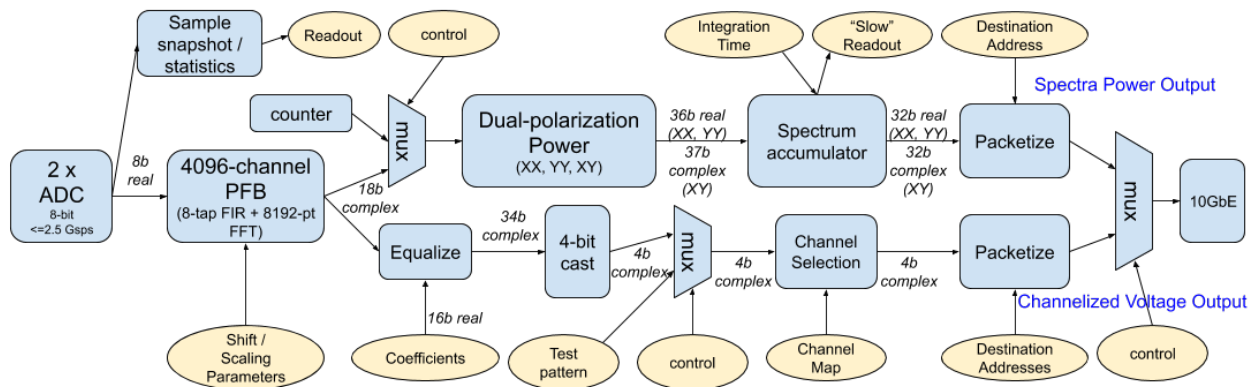 Sample
snapshot /
statistics
Readout
control
Integration
Time
“Slow”
Readout
Destination
Address
Spectra Power Output
counter
mux
Dual-polarization
Power
(XX, YY, XY)
36b real
(XX, YY)
37b
complex
(XY)
Spectrum
accumulator
32b real
(XX, YY)
32b
complex
(XY)
Packetize
2 x
ADC
8-bit
<=2.5 Gsps
8b
real
4096-channel
PFB
(8-tap FIR + 8192-pt
FFT)
18b
complex
mux
10GbE
Equalize
34b
complex
4-bit
cast
4b
complex
mux
4b
complex
Channel
Selection
4b
complex
Packetize
Channelized Voltage Output
16b real
Shift /
Scaling
Parameters
Coefficients
Test
pattern
control
Channel
Map
Destination
Addresses
control